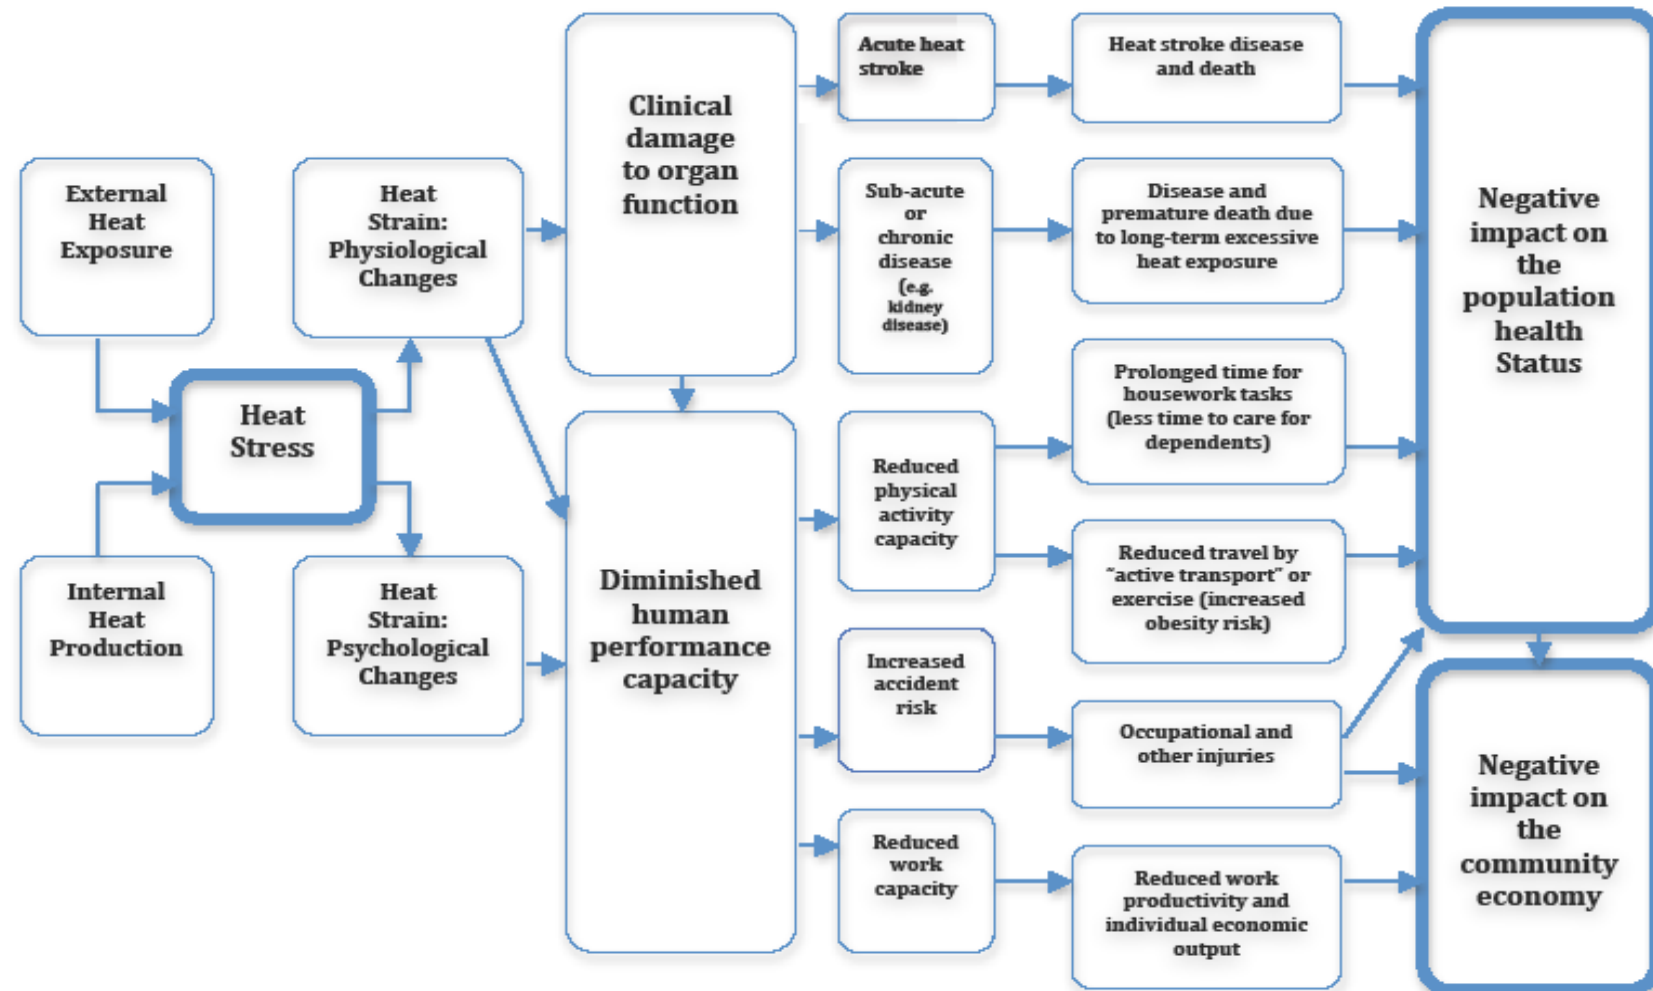 External
Heat
Exposure
Internal
Heat
Production
Heat
Stress
Heat
Strain:
Physiological
Changes
Heat
Strain:
Psychological
Changes
Clinical
damage
to organ
function
Diminished
human
performance
capacity
Acute heat
stroke
Sub-acute
or
chronic
disease
(e.g.
kidney
disease)
Reduced
physical
activity
capacity
Increased
accident
risk
Reduced
work
capacity
Heat stroke disease
and death
Disease and
premature death due
to long-term excessive
heat exposure
Prolonged time for
housework tasks
(less time to care for
dependents)
Reduced travel by
“active transport” or
exercise (increased
obesity risk)
Occupational and
other injuries
Reduced work
productivity and
individual economic
output
Negative
impact on
the
population
health
Status
Negative
impact on
the
community
economy